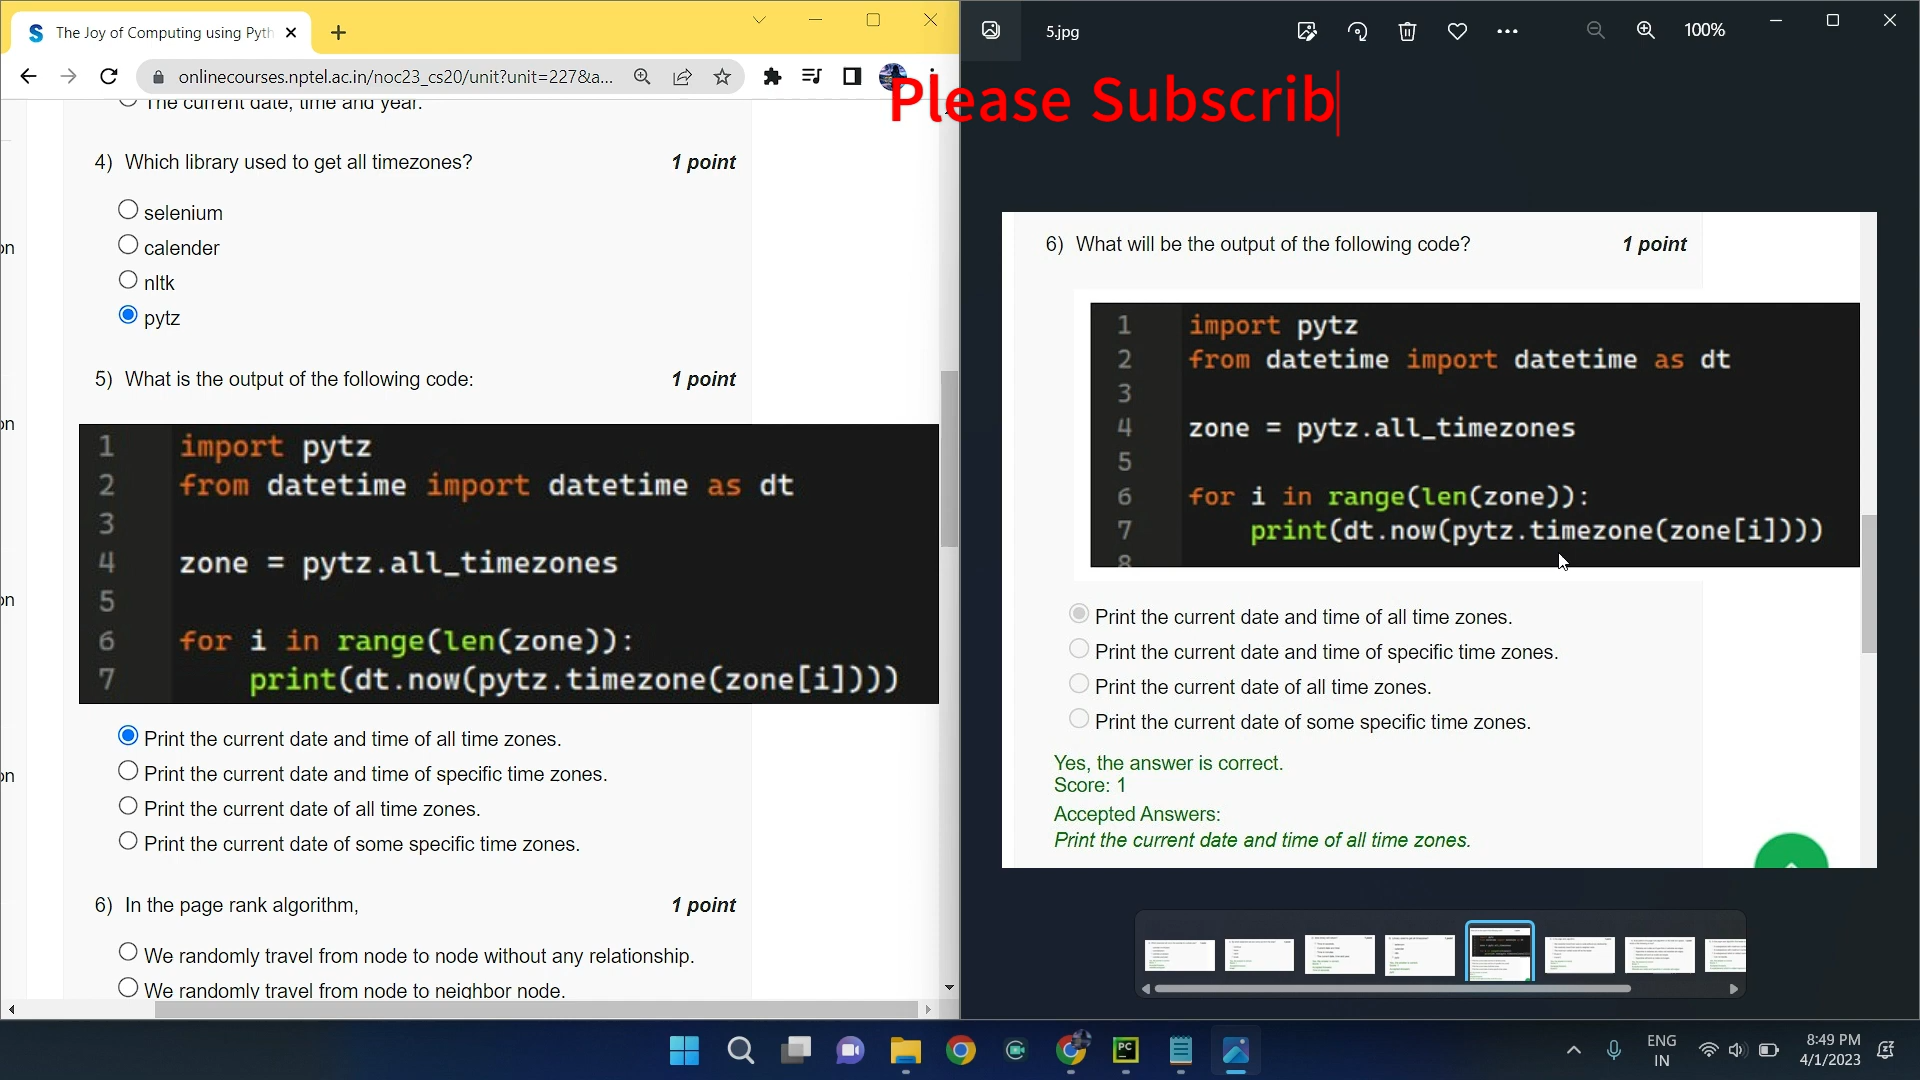 The Joy of Computing using Pyth
onlinecourses.nptel.ac.in/noc23_cs20/unit?unit=227&a...
The current date, time and year.
4) Which library used to get all timezones? 1 point
selenium
calender
nltk
pytz
5) What is the output of the following code: 1 point
1 import pytz
2 from datetime import datetime as dt
3
4 zone = pytz.all_timezones
5
6 for i in range(len(zone)):
7 print(dt.now(pytz.timezone(zone[i])))
Print the current date and time of all time zones.
Print the current date and time of specific time zones.
Print the current date of all time zones.
Print the current date of some specific time zones.
6) In the page rank algorithm, 1 point
We randomly travel from node to node without any relationship.
We randomly travel from node to neighbor node.
on
on
on
on
5.jpg
100%
Please Subscrib
6) What will be the output of the following code? 1 point
1 import pytz
2 from datetime import datetime as dt
3
4 zone = pytz.all_timezones
5
6 for i in range(len(zone)):
7 print(dt.now(pytz.timezone(zone[i])))
8
Print the current date and time of all time zones.
Print the current date and time of specific time zones.
Print the current date of all time zones.
Print the current date of some specific time zones.
Yes, the answer is correct.
Score: 1
Accepted Answers:
Print the current date and time of all time zones.
ENG
IN
8:49 PM
4/1/2023